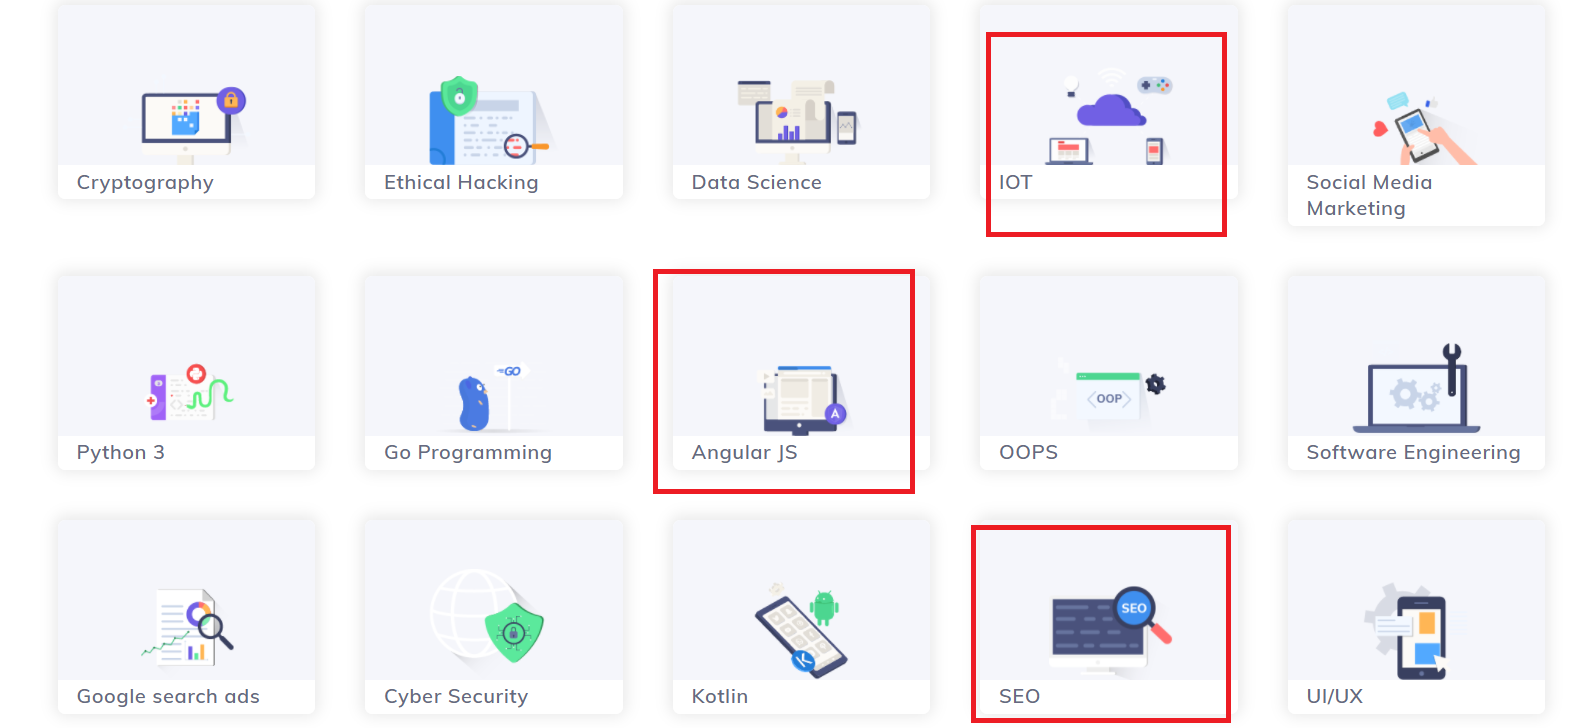 Cryptography
Ethical Hacking
Data Science
IOT
Social Media
Marketing
GO
<OOP>
A
Python 3
Go Programming
Angular JS
OOPS
Software Engineering
SEO
K
Google search ads
Cyber Security
Kotlin
SEO
UI/UX